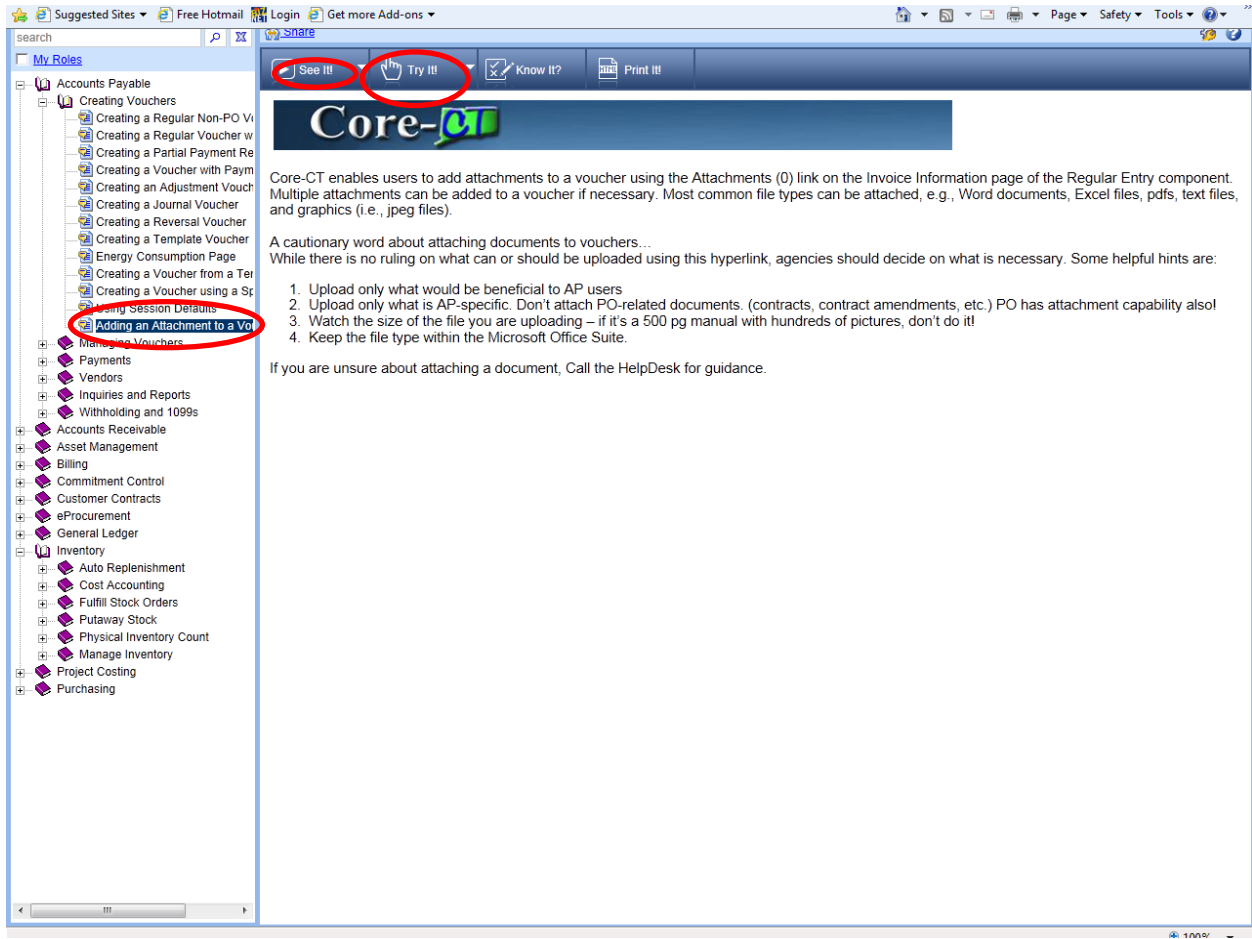 Suggested Sites Free Hotmail Login Get more Add-ons Page Safety Tools
search Share
My Roles
See It! Try It! Know It? Print It!
Accounts Payable
Creating Vouchers
Creating a Regular Non-PO
Creating a Regular Voucher w
Creating a Partial Payment Re
Creating a Voucher with Paym
Creating an Adjustment Vouch
Creating a Journal Voucher
Creating a Reversal Voucher
Creating a Template Voucher
Energy Consumption Page
Creating a Voucher from a Ter
Creating a Voucher using a Sp
Using Session Defaults
Adding an Attachment to a Vo
Managing Vouchers
Payments
Vendors
Inquiries and Reports
Withholding and 1099s
Accounts Receivable
Asset Management
Billing
Commitment Control
Customer Contracts
eProcurement
General Ledger
Inventory
Auto Replenishment
Cost Accounting
Fulfill Stock Orders
Putaway Stock
Physical Inventory Count
Manage Inventory
Project Costing
Purchasing
Core-CT
Core-CT enables users to add attachments to a voucher using the Attachments (0) link on the Invoice Information page of the Regular Entry component.
Multiple attachments can be added to a voucher if necessary. Most common file types can be attached, e.g., Word documents, Excel files, pdfs, text files,
and graphics (i.e., jpeg files).
A cautionary word about attaching documents to vouchers…
While there is no ruling on what can or should be uploaded using this hyperlink, agencies should decide on what is necessary. Some helpful hints are:
1. Upload only what would be beneficial to AP users
2. Upload only what is AP-specific. Don’t attach PO-related documents. (contracts, contract amendments, etc.) PO has attachment capability also!
3. Watch the size of the file you are uploading – if it’s a 500 pg manual with hundreds of pictures, don’t do it!
4. Keep the file type within the Microsoft Office Suite.
If you are unsure about attaching a document, Call the HelpDesk for guidance.
100%